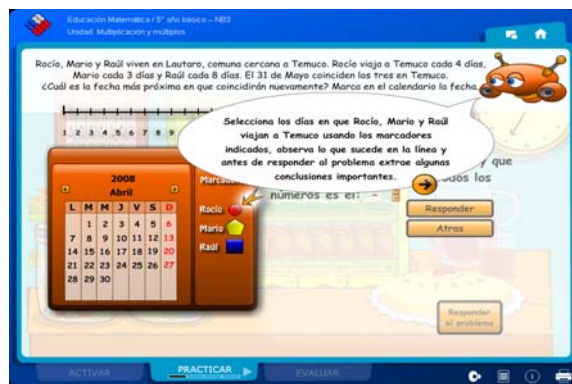 Educación Matemática / 5° año básico – NB3
Unidad: Multiplicación y múltiplos
Rocío, Mario y Raúl viven en Lautaro, comuna cercana a Temuco. Rocío viaja a Temuco cada 4 días,
Mario cada 3 días y Raúl cada 8 días. El 31 de Mayo coinciden los tres en Temuco.
¿Cuál es la fecha más próxima en que coincidirán nuevamente? Marca en el calendario la fecha.
1 2 3 4 5 6 7 8 9
Selecciona los días en que Rocío, Mario y Raúl
viajan a Temuco usando los marcadores
indicados, observa lo que sucede en la línea y
antes de responder al problema extrae algunas
conclusiones importantes.
y que
números es el: -
2008
Abril
L M M J V S D
1 2 3 4 5 6
7 8 9 10 11 12 13
14 15 16 17 18 19 20
21 22 23 24 25 26 27
28 29 30
Rocío
Mario
Raúl
Responder
Atras
Responder
el problema
ACTIVAR
PRACTICAR
EVALUAR